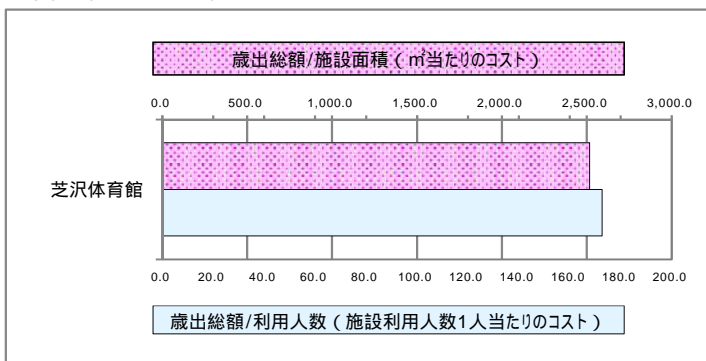 歳出総額/施設面積（㎡当たりのコスト）
0.0 500.0 1,000.0 1,500.0 2,000.0 2,500.0 3,000.0
芝沢体育館
0.0 20.0 40.0 60.0 80.0 100.0 120.0 140.0 160.0 180.0 200.0
歳出総額/利用人数（施設利用人数1人当たりのコスト）